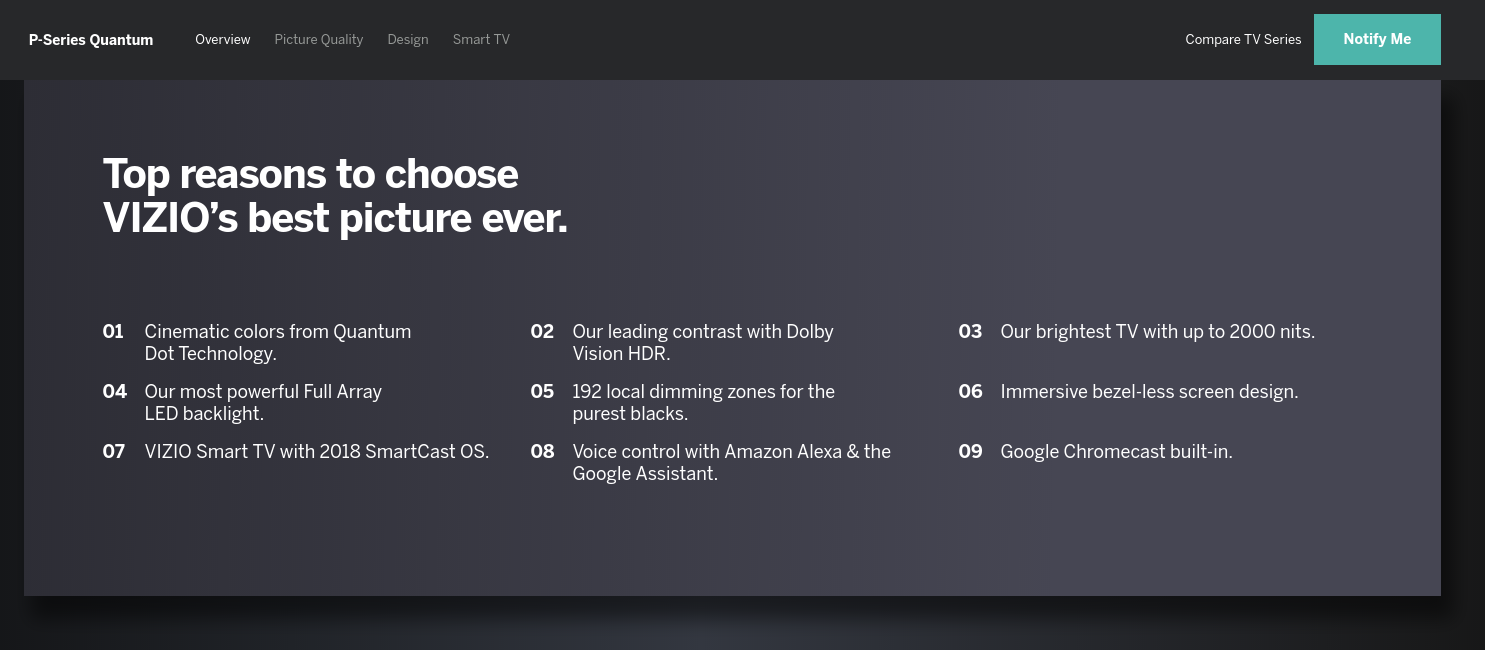 P-Series Quantum
Overview
Picture Quality
Design
Smart TV
Compare TV Series
Notify Me
Top reasons to choose
VIZIO’s best picture ever.
01 Cinematic colors from Quantum
Dot Technology.
02 Our leading contrast with Dolby
Vision HDR.
03 Our brightest TV with up to 2000 nits.
04 Our most powerful Full Array
LED backlight.
05 192 local dimming zones for the
purest blacks.
06 Immersive bezel-less screen design.
07 VIZIO Smart TV with 2018 SmartCast OS.
08 Voice control with Amazon Alexa & the
Google Assistant.
09 Google Chromecast built-in.